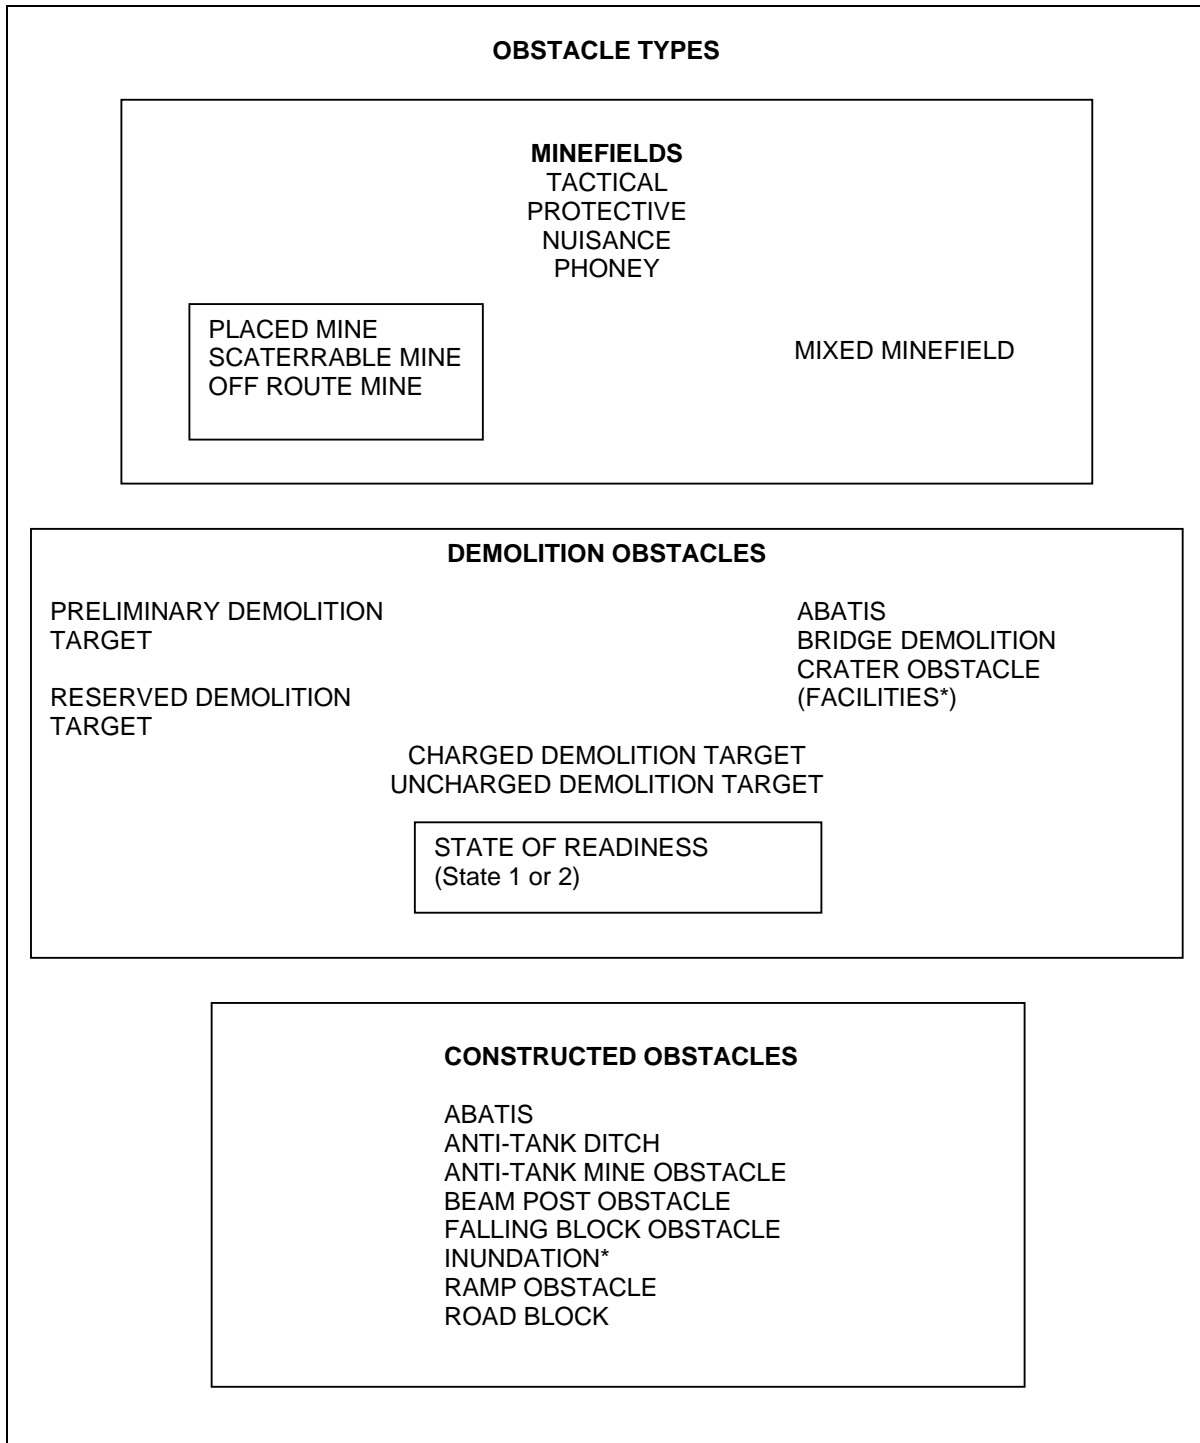 OBSTACLE TYPES
MINEFIELDS
TACTICAL
PROTECTIVE
NUISANCE
PHONEY
PLACED MINE
SCATERRABLE MINE
OFF ROUTE MINE
MIXED MINEFIELD
DEMOLITION OBSTACLES
PRELIMINARY DEMOLITION
TARGET
RESERVED DEMOLITION
TARGET
ABATIS
BRIDGE DEMOLITION
CRATER OBSTACLE
(FACILITIES*)
CHARGED DEMOLITION TARGET
UNCHARGED DEMOLITION TARGET
STATE OF READINESS
(State 1 or 2)
CONSTRUCTED OBSTACLES
ABATIS
ANTI-TANK DITCH
ANTI-TANK MINE OBSTACLE
BEAM POST OBSTACLE
FALLING BLOCK OBSTACLE
INUNDATION*
RAMP OBSTACLE
ROAD BLOCK